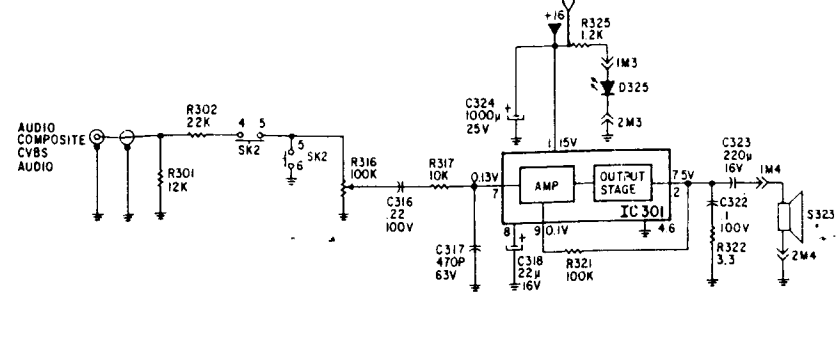 +16
R325
1.2K
1M3
D325
2M3
C324
1000µ
25V
+
AUDIO
COMPOSITE
CVBS
AUDIO
R302
22K
4 5
SK2
5
SK2
6
R301
12K
R316
100K
C316
.22
100V
R317
10K
0.13V
7
1 15V
AMP
OUTPUT
STAGE
IC301
7.5V
2
C323
220µ
16V
1M4
C322
.1
100V
S323
R322
3.3
2M4
C317
470P
63V
8
+
C318
22µ
16V
9 0.1V
R321
100K
4.6